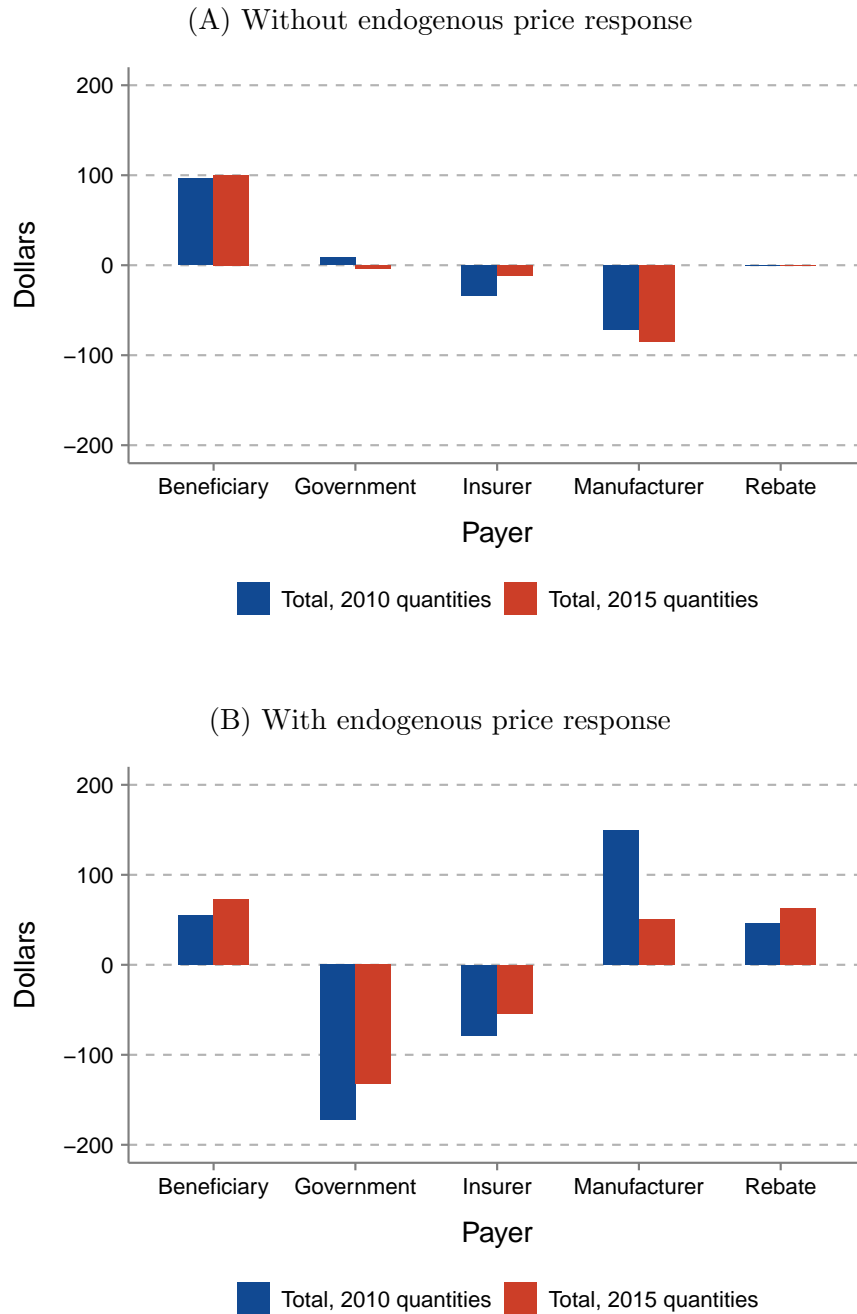 (A) Without endogenous price response
200
100
0
−100
−200
Dollars
Beneficiary Government Insurer Manufacturer Rebate
Payer
Total, 2010 quantities Total, 2015 quantities
(B) With endogenous price response
200
100
0
−100
−200
Dollars
Beneficiary Government Insurer Manufacturer Rebate
Payer
Total, 2010 quantities Total, 2015 quantities